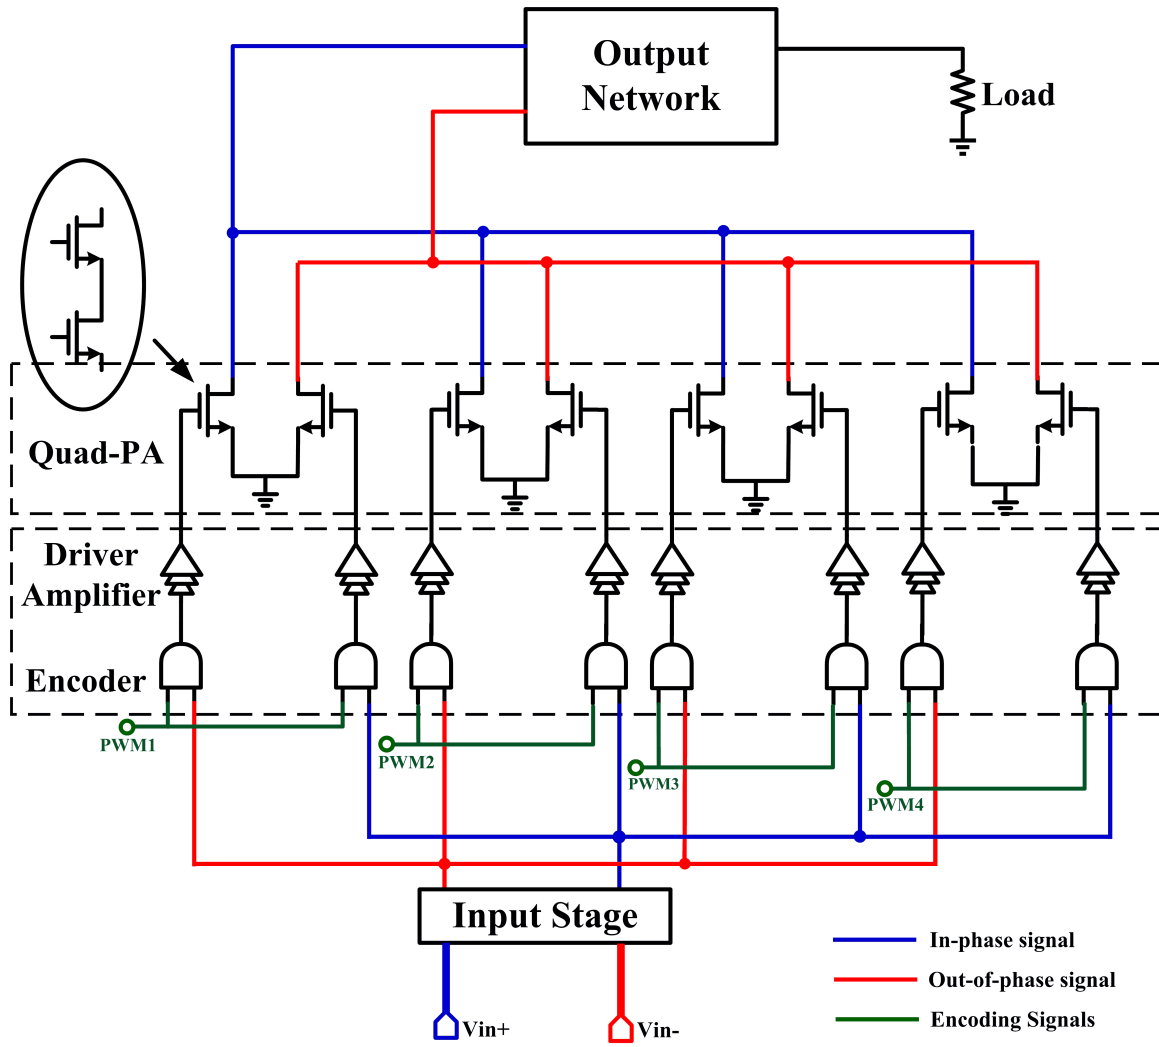 Output
Network
Load
Quad-PA
Driver
Amplifier
Encoder
PWM1
PWM2
PWM3
PWM4
Input Stage
In-phase signal
Out-of-phase signal
Encoding Signals
Vin+
Vin-